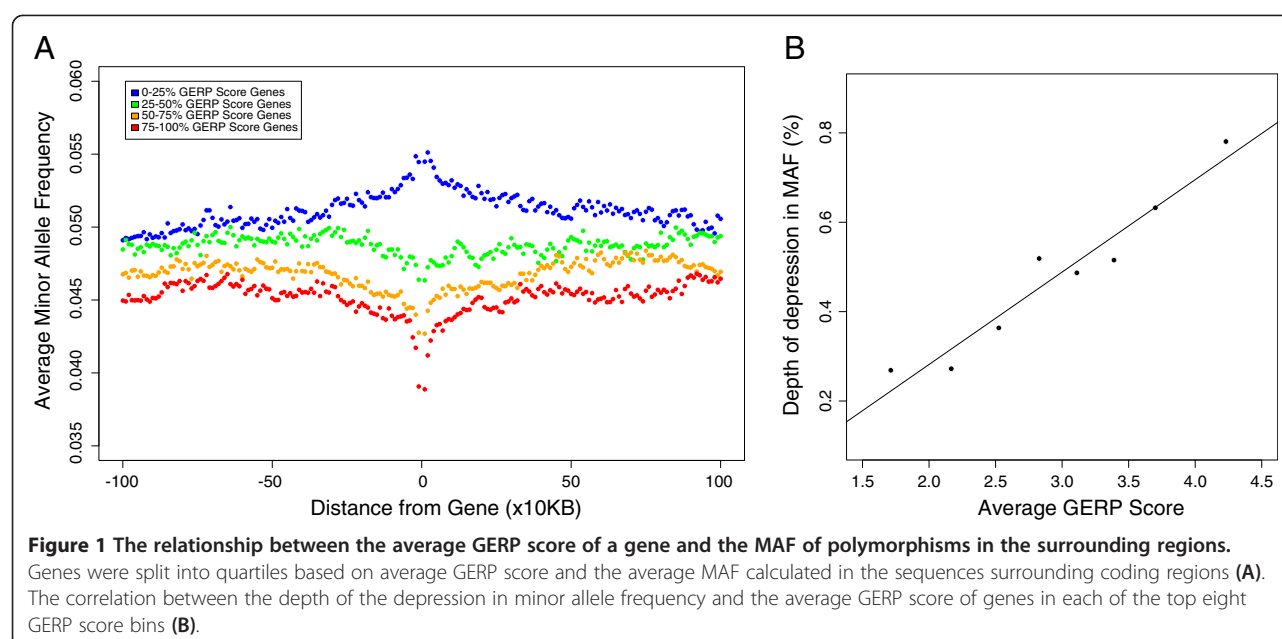 A
0.060
0.055
0.050
0.045
0.040
0.035
Average Minor Allele Frequency
0-25% GERP Score Genes
25-50% GERP Score Genes
50-75% GERP Score Genes
75-100% GERP Score Genes
-100 -50 0 50 100
Distance from Gene (x10KB)
B
0.8
0.6
0.4
0.2
Depth of depression in MAF (%)
1.5 2.0 2.5 3.0 3.5 4.0 4.5
Average GERP Score
Figure 1 The relationship between the average GERP score of a gene and the MAF of polymorphisms in the surrounding regions.
Genes were split into quartiles based on average GERP score and the average MAF calculated in the sequences surrounding coding regions (A).
The correlation between the depth of the depression in minor allele frequency and the average GERP score of genes in each of the top eight
GERP score bins (B).